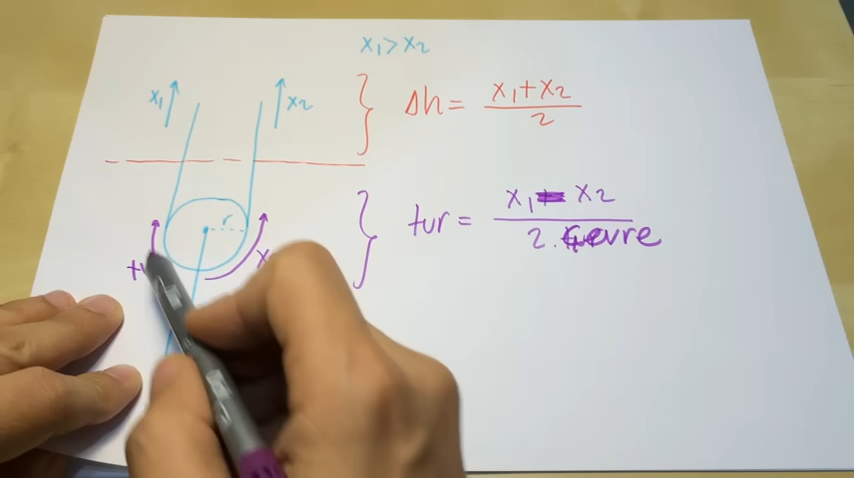 x₁ > x₂
x₁
x₂
Δh = x₁+x₂ / 2
r
tur = x₁ - x₂ / 2. Çevre
x